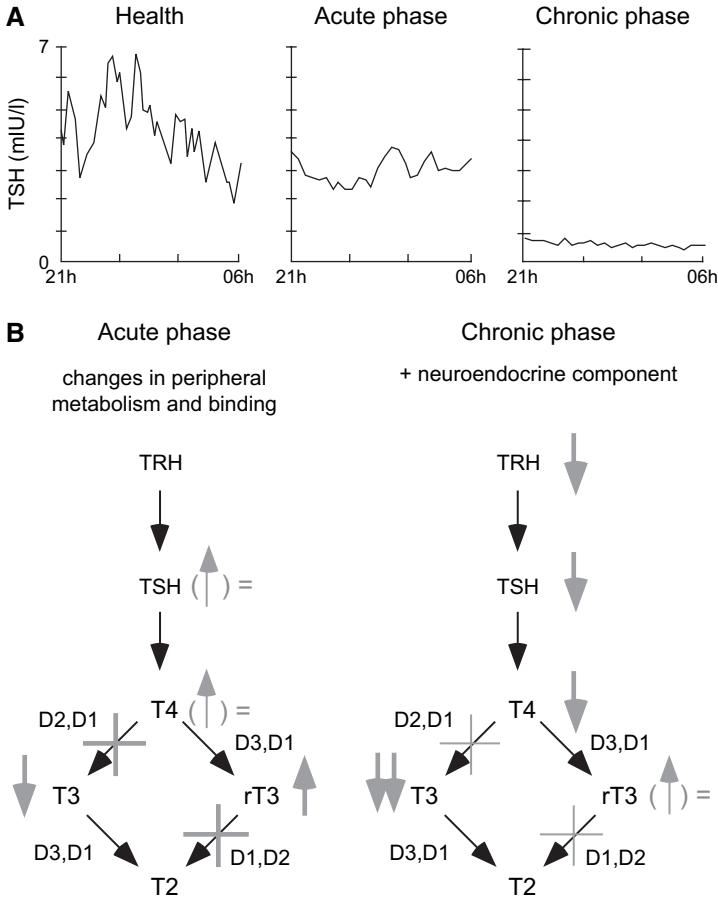 A
Health
Acute phase
Chronic phase
TSH (mIU/l)
7
0
21h
06h
21h
06h
21h
06h
B
Acute phase
changes in peripheral
metabolism and binding
TRH
TSH ( ) =
T4 ( ) =
D2,D1
D3,D1
T3
rT3
D3,D1
D1,D2
T2
Chronic phase
+ neuroendocrine component
TRH
TSH
T4
D2,D1
D3,D1
T3
rT3 ( ) =
D3,D1
D1,D2
T2